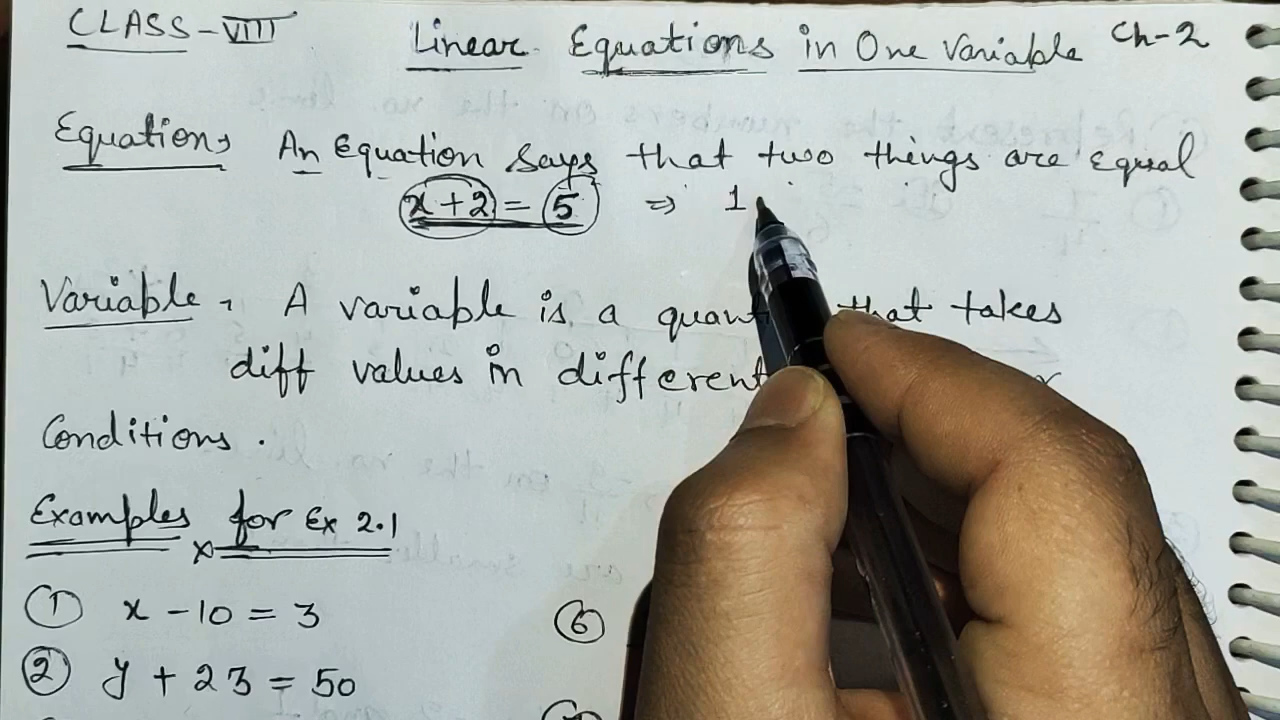 CLASS-VIII Linear Equations in One Variable Ch-2
Equation, An Equation says that two things are equal
x+2 = 5 ⇒ 1
Variable, A variable is a that takes
diff values in different
Conditions.
Examples for Ex 2.1
① x - 10 = 3 ⑥
② y + 23 = 50